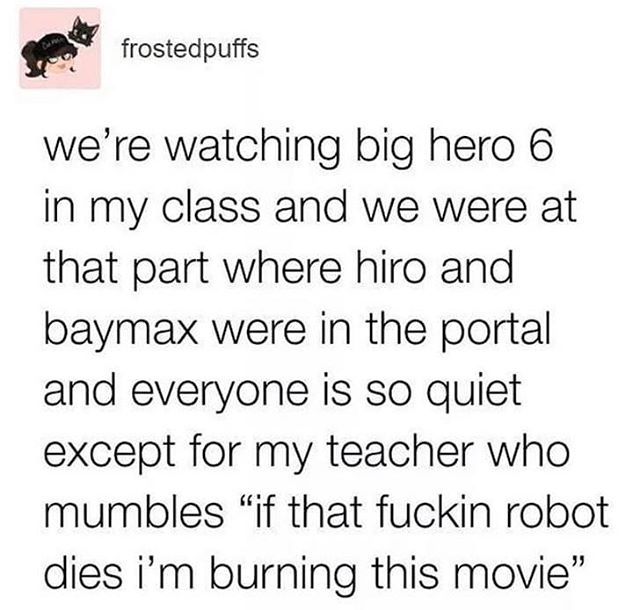 frostedpuffs
we're watching big hero 6
in my class and we were at
that part where hiro and
baymax were in the portal
and everyone is so quiet
except for my teacher who
mumbles “if that fuckin robot
dies i'm burning this movie”